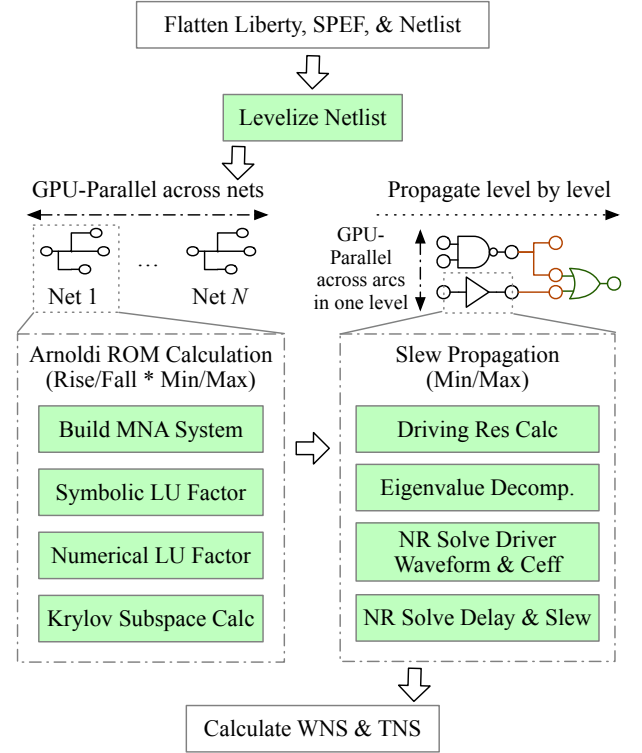 Flatten Liberty, SPEF, & Netlist
Levelize Netlist
GPU-Parallel across nets
...
Net 1
Net N
Propagate level by level
GPU-
Parallel
across arcs
in one level
Arnoldi ROM Calculation
(Rise/Fall * Min/Max)
Build MNA System
Symbolic LU Factor
Numerical LU Factor
Krylov Subspace Calc
Slew Propagation
(Min/Max)
Driving Res Calc
Eigenvalue Decomp.
NR Solve Driver
Waveform & Ceff
NR Solve Delay & Slew
Calculate WNS & TNS